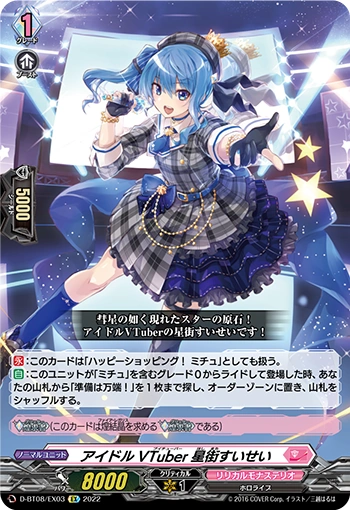 1
グレード
ブースト
5000
シールド
彗星の如く現れたスターの原石！
アイドルVTuberの星街すいせいです！
永：このカードは「ハッピーショッピング！ ミチュ」としても扱う。
自：このユニットが「ミチュ」を含むグレード0からライドして登場した時、あなたの山札から「準備は万端！」を1枚まで探し、オーダーゾーンに置き、山札をシャッフルする。
ノーマルユニット
アイドル VTuber 星街すいせい
パワー
8000
クリティカル
1
リリカルモナステリオ
ホロライブ
D-BT08/EX03
2022
© 2016 COVER Corp. イラスト/三越はるは